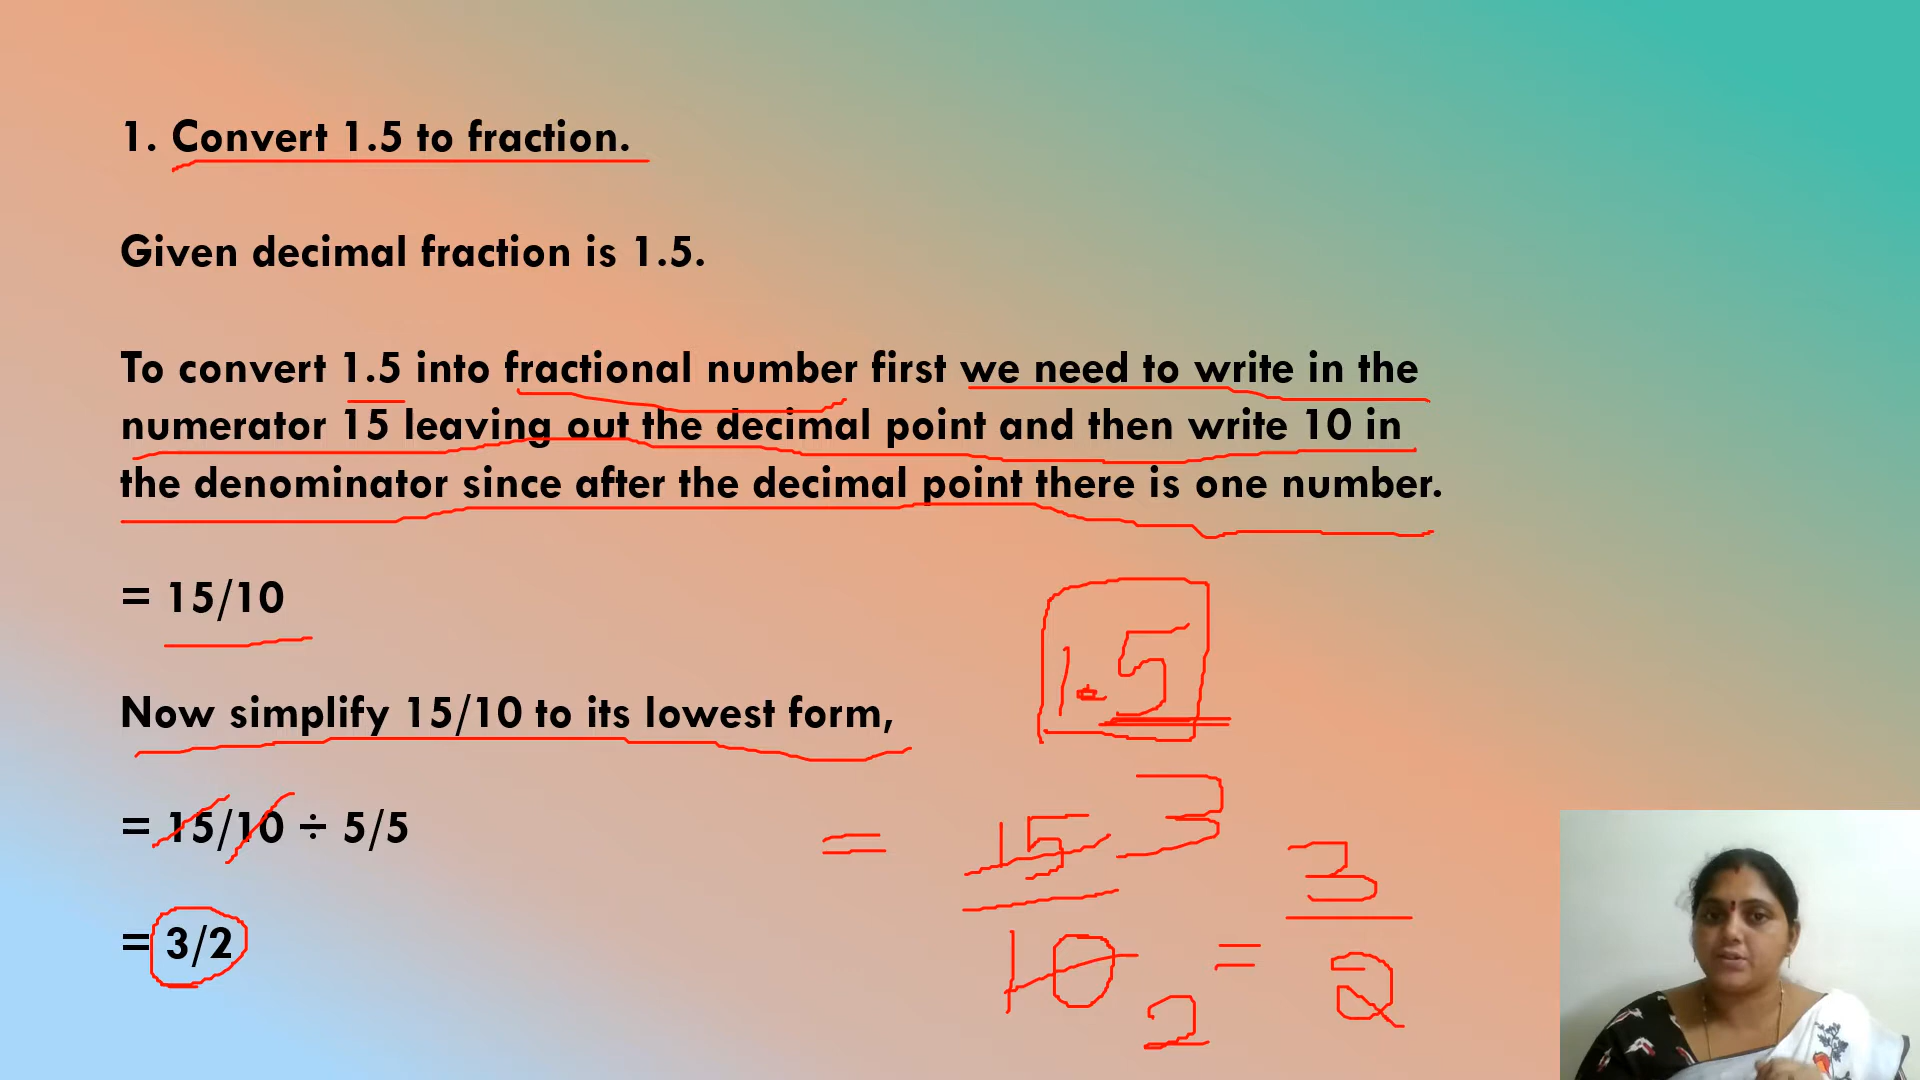 1. Convert 1.5 to fraction.
Given decimal fraction is 1.5.
To convert 1.5 into fractional number first we need to write in the
numerator 15 leaving out the decimal point and then write 10 in
the denominator since after the decimal point there is one number.
= 15/10
1.5
Now simplify 15/10 to its lowest form,
= 15/10 ÷ 5/5
= 15 3
10 2
= 3
2
= 3/2